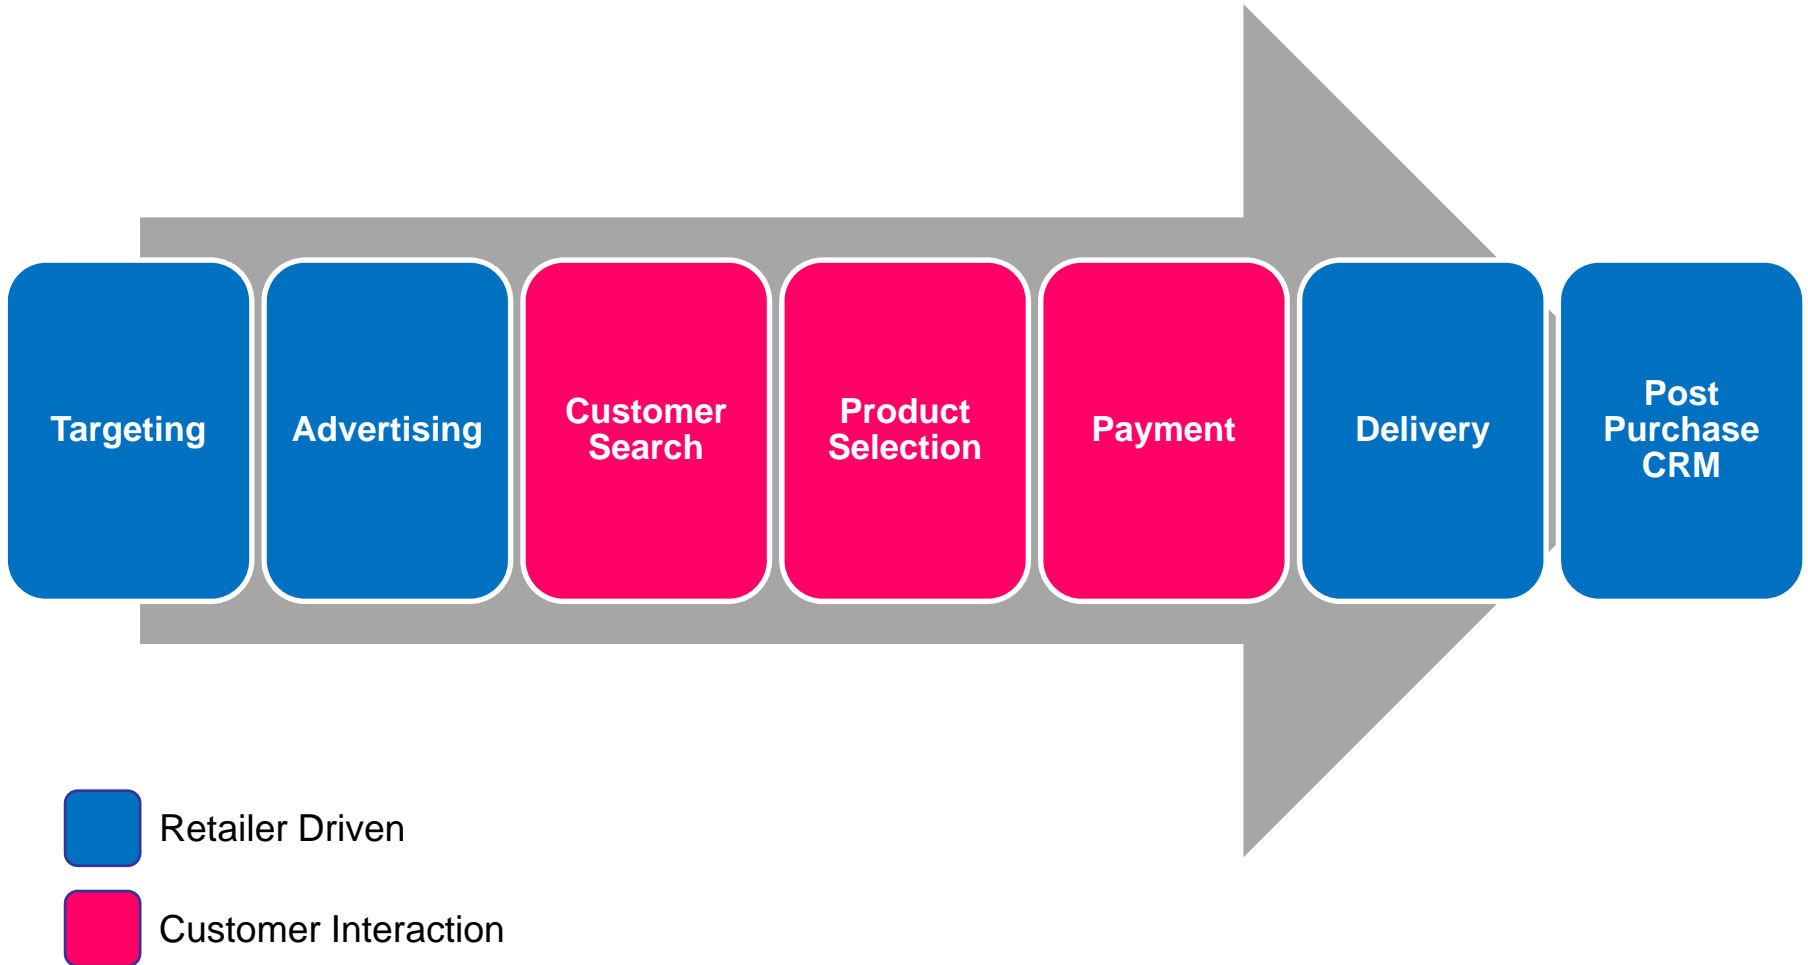 Targeting
Advertising
Customer
Search
Product
Selection
Payment
Delivery
Post
Purchase
CRM
Retailer Driven
Customer Interaction